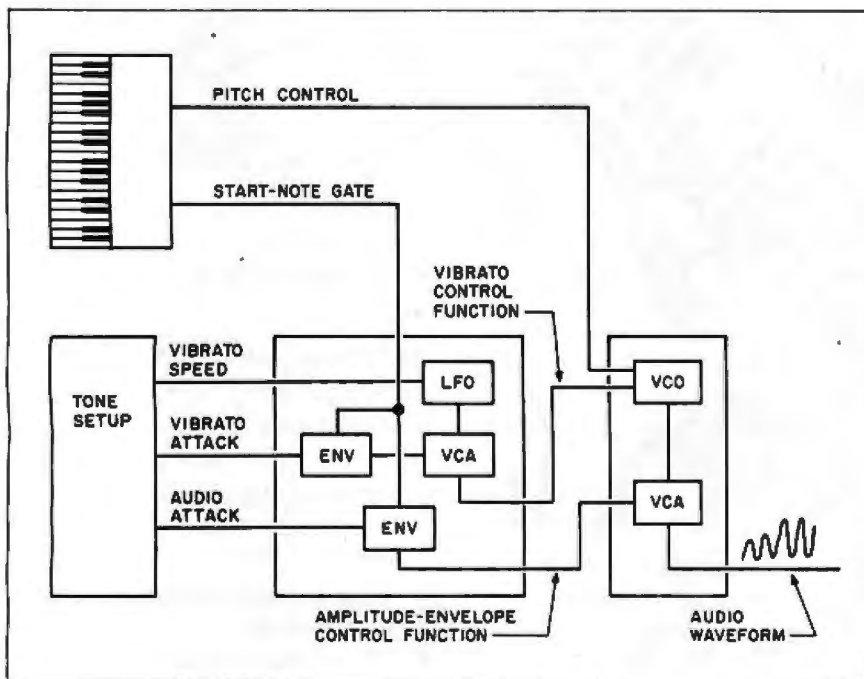 PITCH CONTROL
START-NOTE GATE
VIBRATO
CONTROL
FUNCTION
TONE
SETUP
VIBRATO
SPEED
VIBRATO
ATTACK
AUDIO
ATTACK
LFO
ENV
VCA
ENV
VCO
VCA
AMPLITUDE-ENVELOPE
CONTROL FUNCTION
AUDIO
WAVEFORM